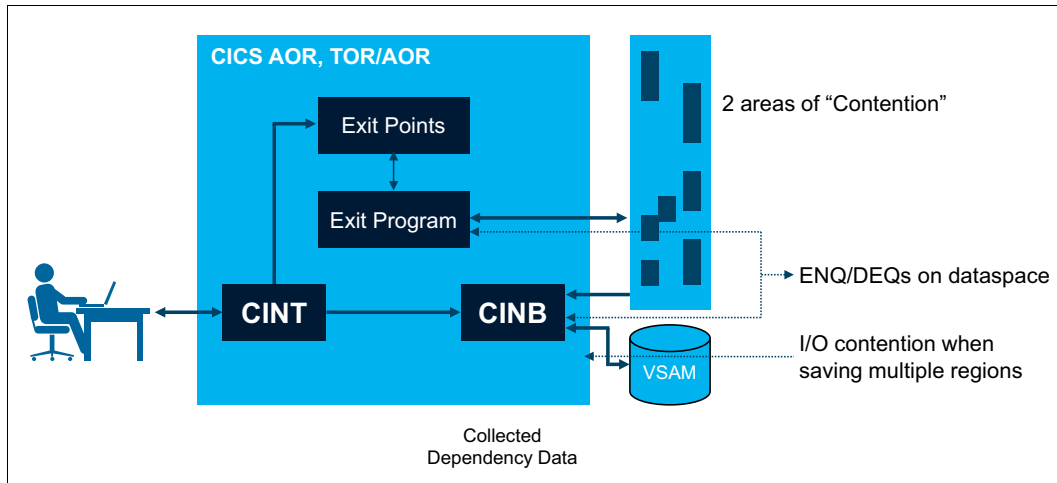 CICS AOR, TOR/AOR
2 areas of “Contention”
Exit Points
Exit Program
ENQ/DEQs on dataspace
CINT
CINB
I/O contention when
saving multiple regions
VSAM
Collected
Dependency Data